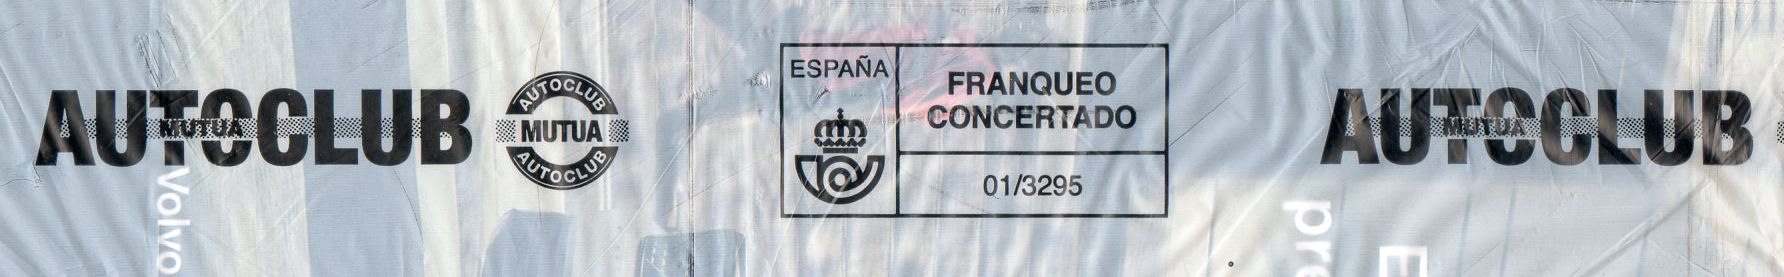 AUTOCLUB
MUTUA
AUTOCLUB
MUTUA
AUTOCLUB
ESPAÑA
FRANQUEO
CONCERTADO
01/3295
AUTOCLUB
MUTUA
Volvo